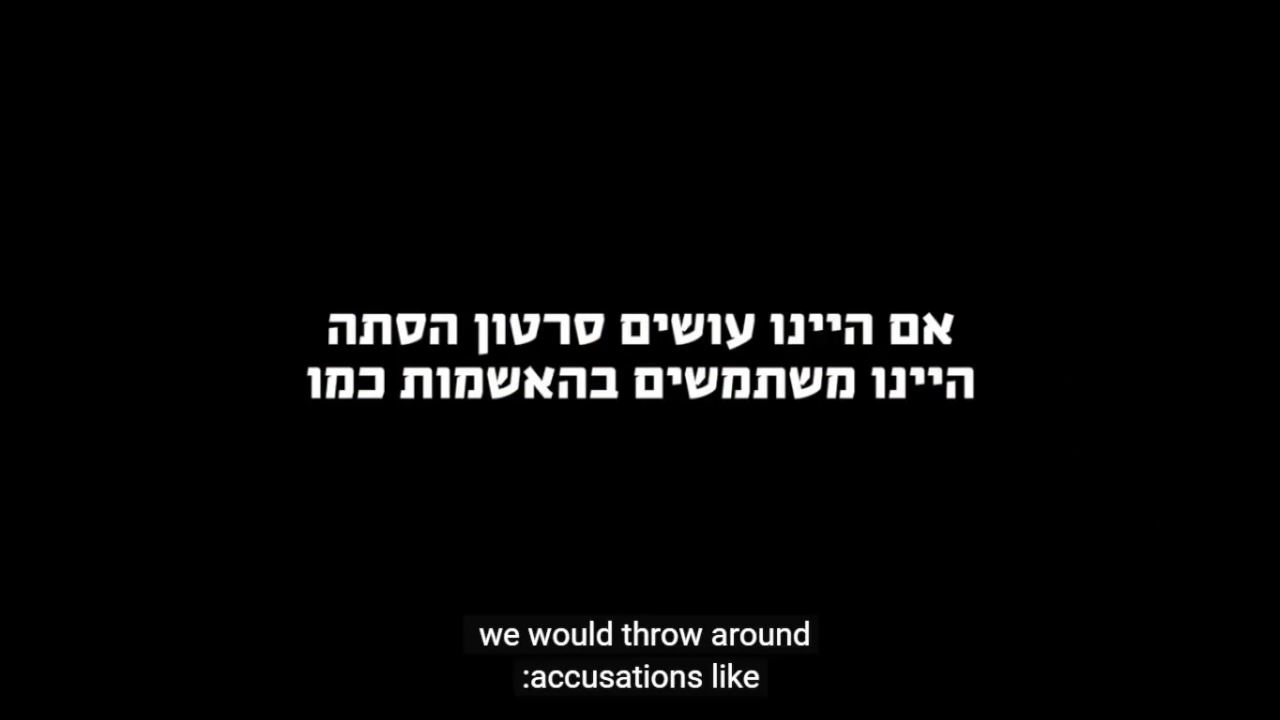 אם היינו עושים סרטון הסתה
היינו משתמשים בהאשמות כמו
we would throw around
:accusations like